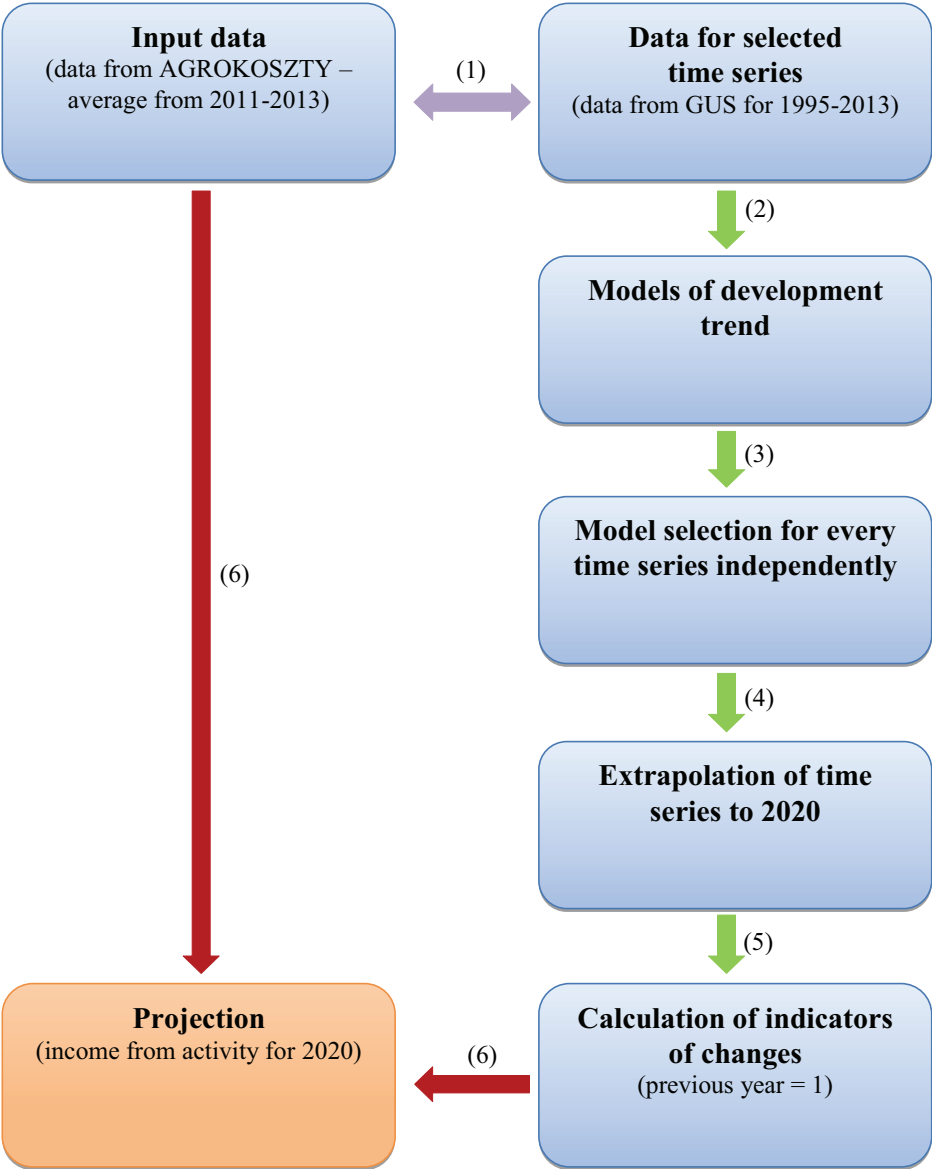 Input data
(data from AGROKOSZTY –
average from 2011-2013)
(1)
Data for selected
time series
(data from GUS for 1995-2013)
(2)
Models of development
trend
(3)
Model selection for every
time series independently
(6)
(4)
Extrapolation of time
series to 2020
(5)
Projection
(income from activity for 2020)
(6)
Calculation of indicators
of changes
(previous year = 1)